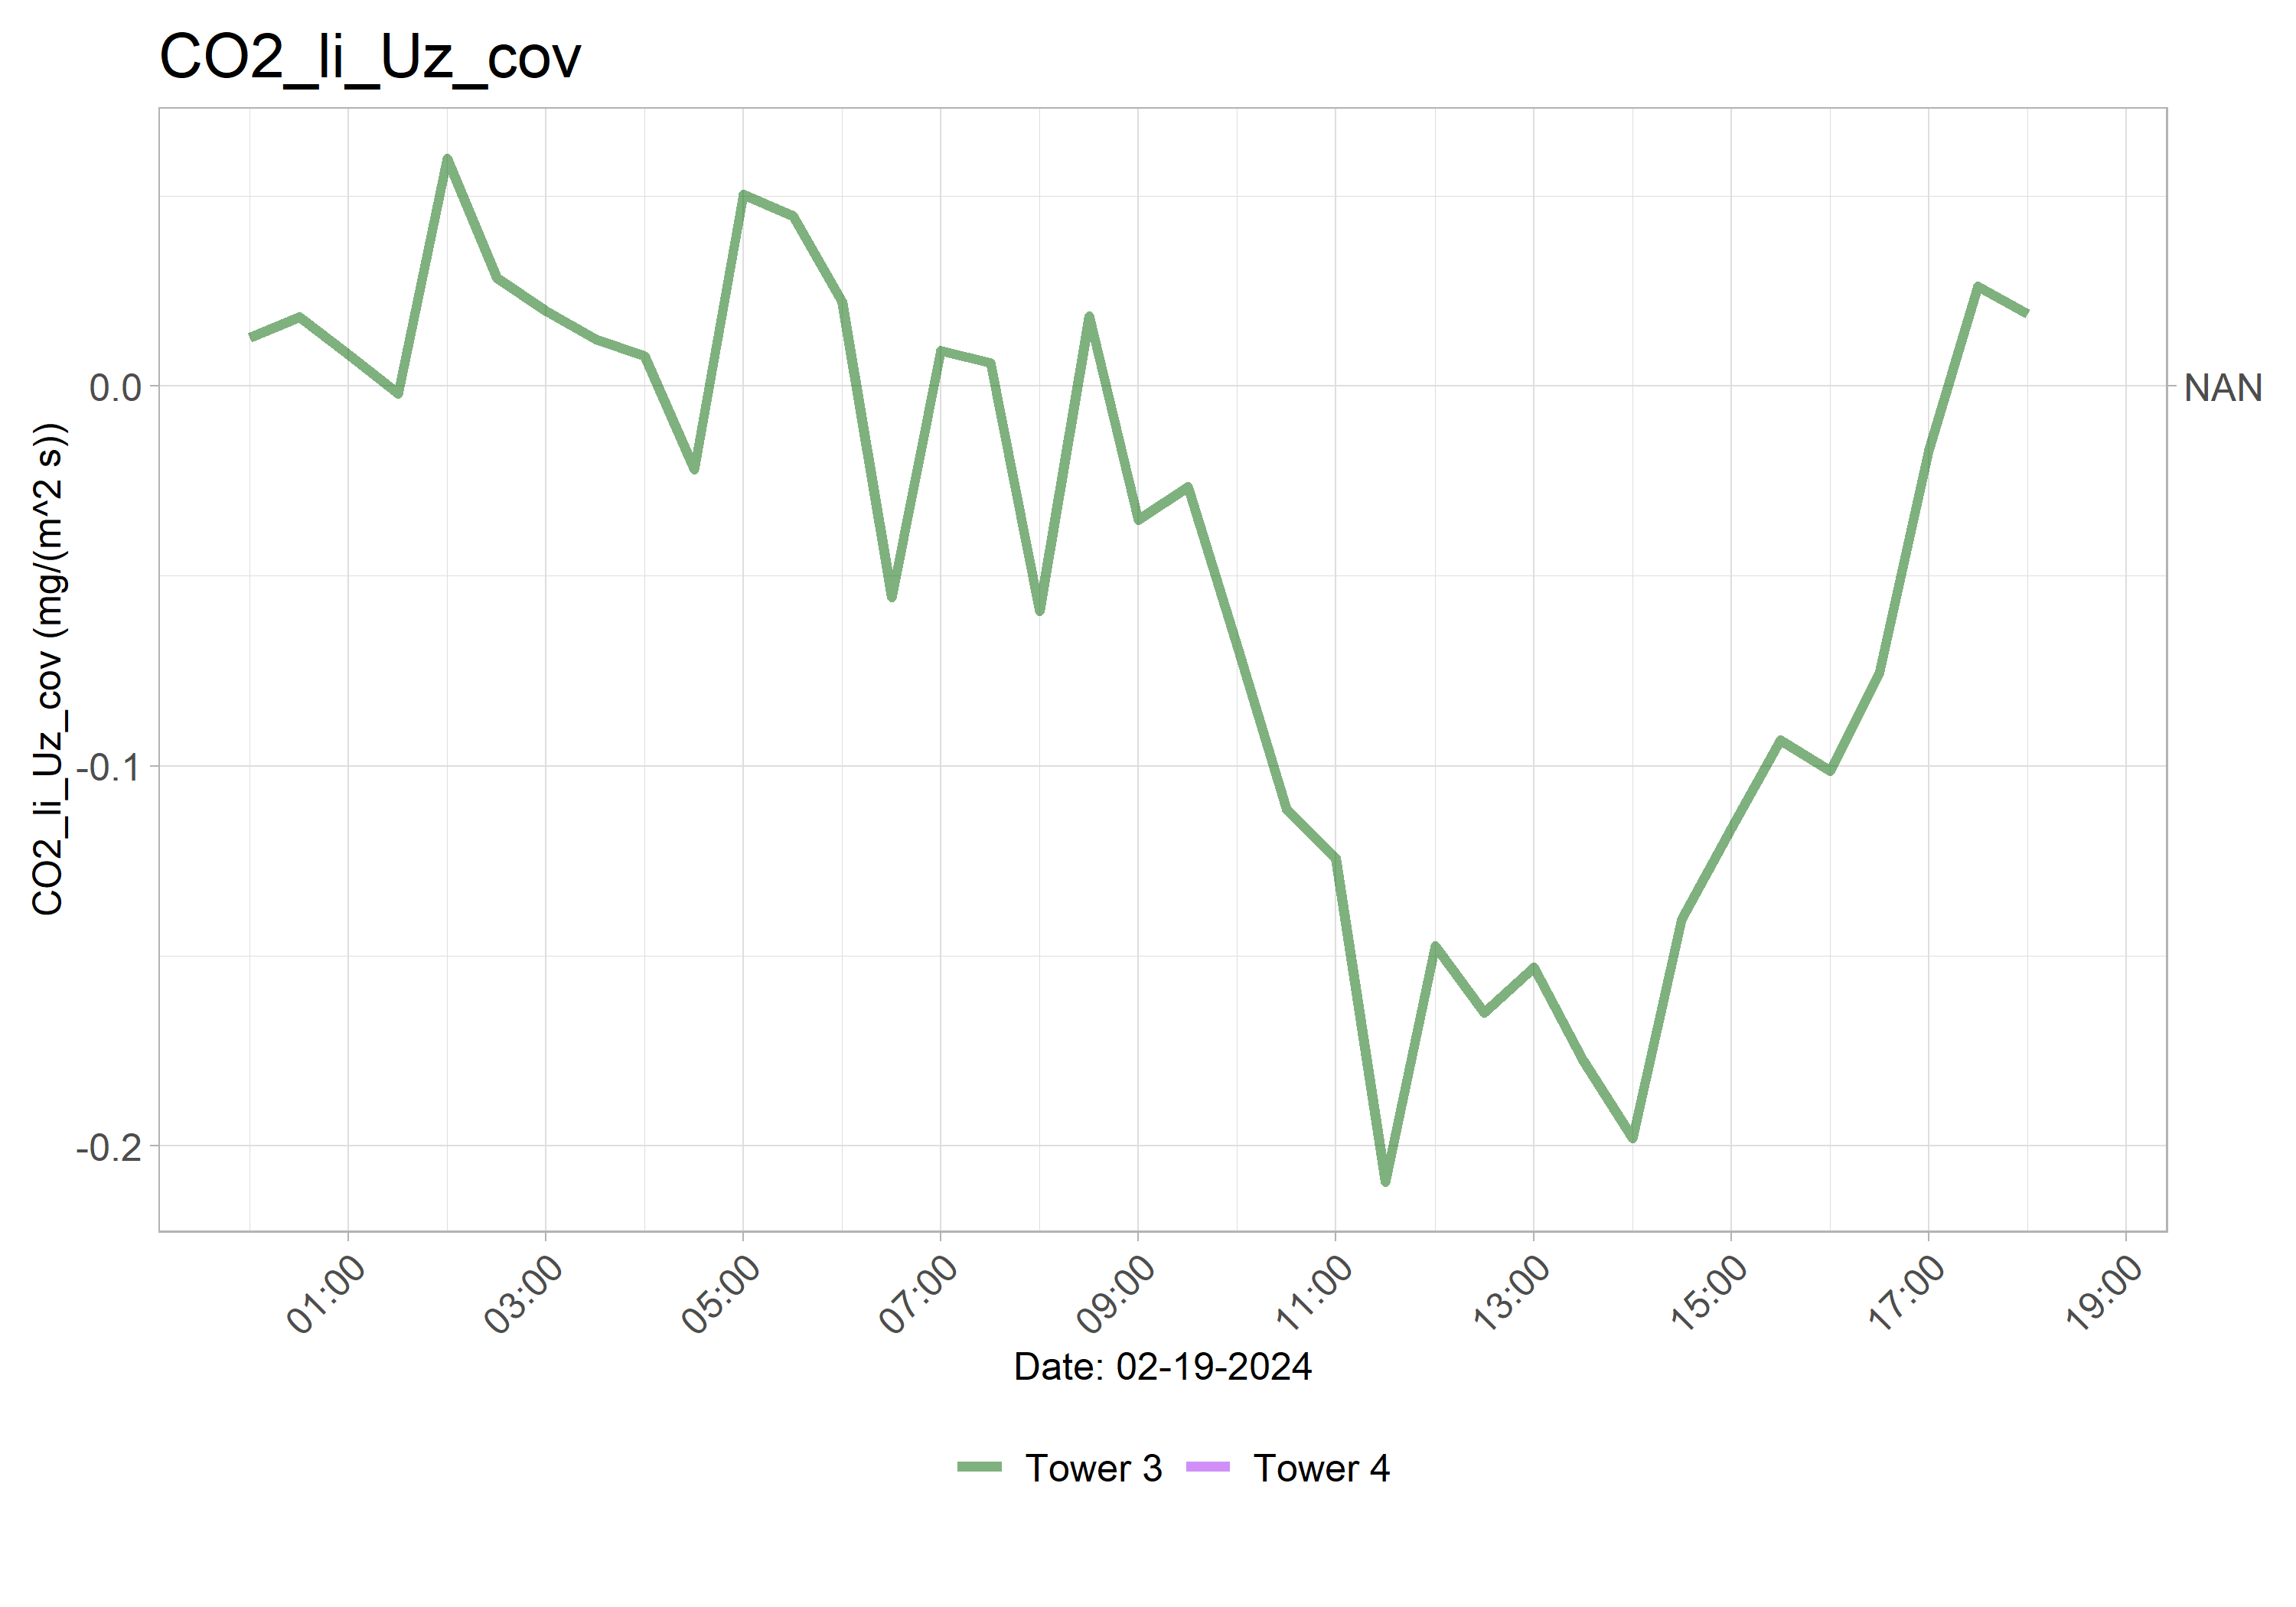 CO2_li_Uz_cov
CO2_li_Uz_cov (mg/(m^2 s))
0.0
-0.1
-0.2
NAN
01:00
03:00
05:00
07:00
09:00
11:00
13:00
15:00
17:00
19:00
Date: 02-19-2024
Tower 3 Tower 4